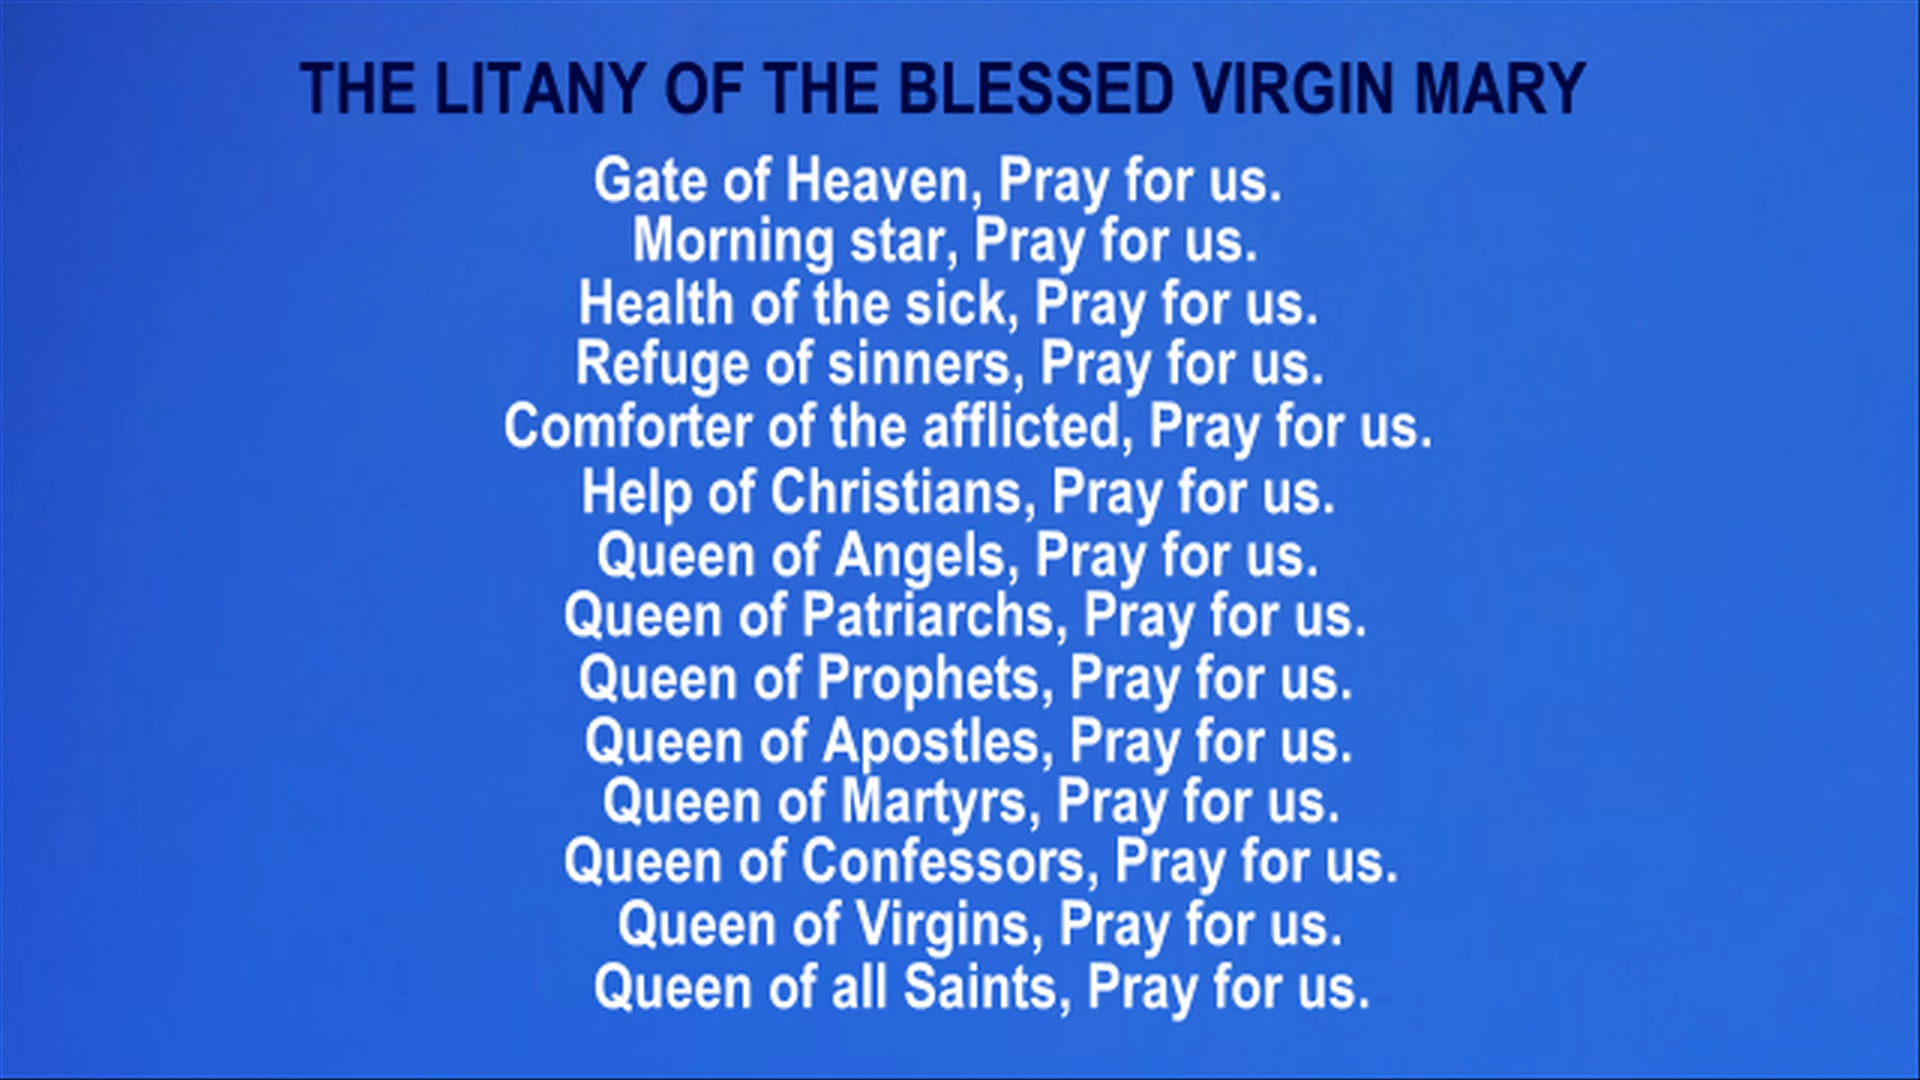 THE LITANY OF THE BLESSED VIRGIN MARY
Gate of Heaven, Pray for us.
Morning star, Pray for us.
Health of the sick, Pray for us.
Refuge of sinners, Pray for us.
Comforter of the afflicted, Pray for us.
Help of Christians, Pray for us.
Queen of Angels, Pray for us.
Queen of Patriarchs, Pray for us.
Queen of Prophets, Pray for us.
Queen of Apostles, Pray for us.
Queen of Martyrs, Pray for us.
Queen of Confessors, Pray for us.
Queen of Virgins, Pray for us.
Queen of all Saints, Pray for us.